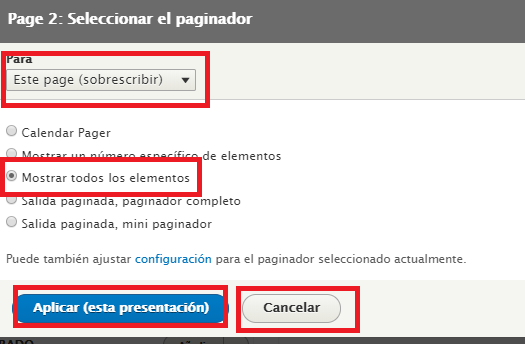 Page 2: Seleccionar el paginador
Para
Este page (sobrescribir)
Calendar Pager
Mostrar un número específico de elementos
Mostrar todos los elementos
Salida paginada, paginador completo
Salida paginada, mini paginador
Puede también ajustar configuración para el paginador seleccionado actualmente.
Aplicar (esta presentación) Cancelar